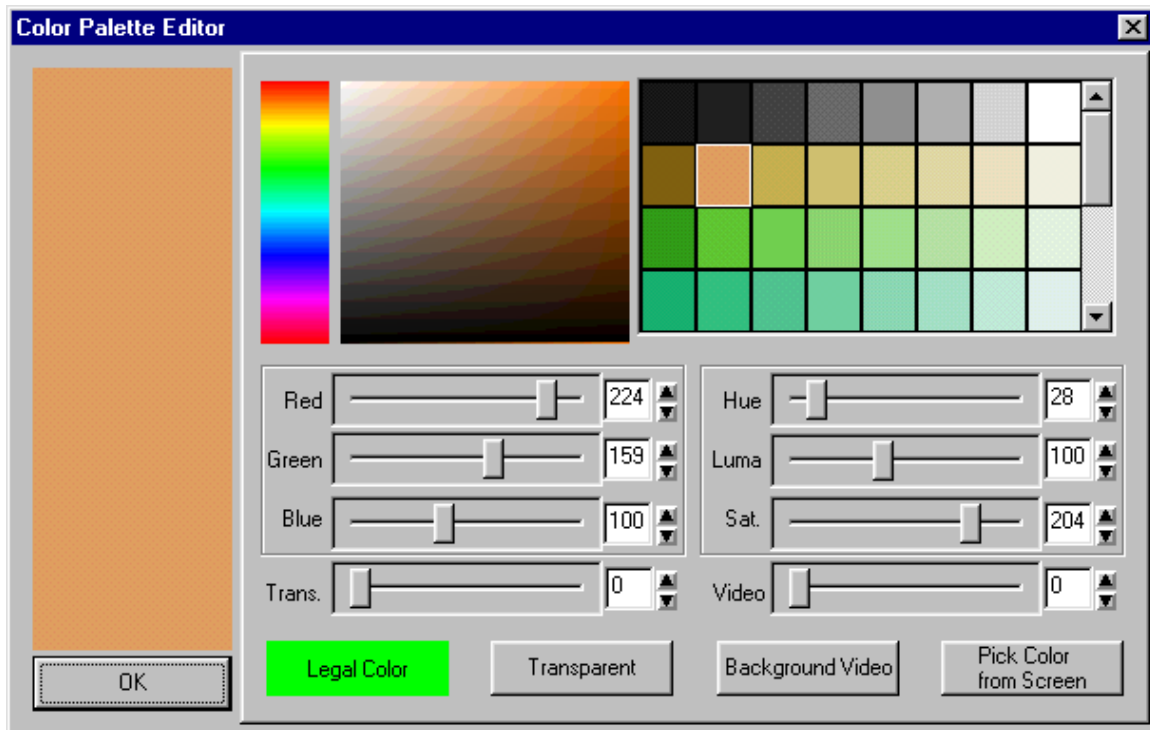 Color Palette Editor
Red 224
Hue 28
Green 159
Luma 100
Blue 100
Sat. 204
Trans. 0
Video 0
OK
Legal Color
Transparent
Background Video
Pick Color
from Screen